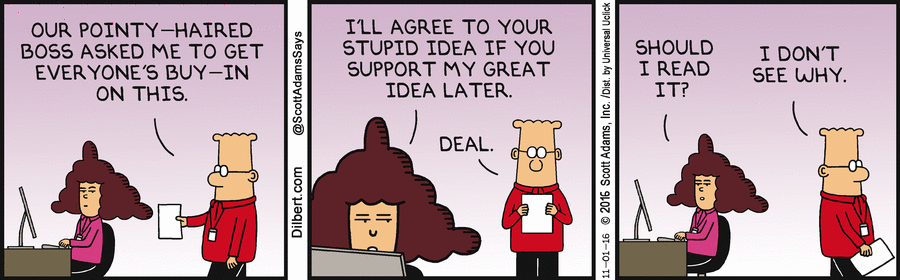 OUR POINTY-HAIRED
BOSS ASKED ME TO GET
EVERYONE'S BUY-IN
ON THIS.
Dilbert.com @ScottAdamsSays
I'LL AGREE TO YOUR
STUPID IDEA IF YOU
SUPPORT MY GREAT
IDEA LATER.
DEAL.
11-01-16 © 2016 Scott Adams, Inc. /Dist. by Universal Uclick
SHOULD
I READ
IT?
I DON'T
SEE WHY.